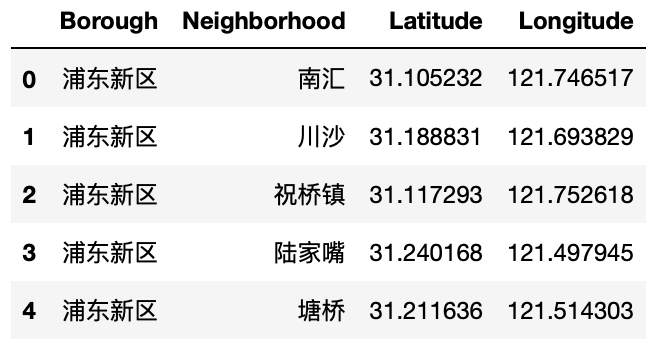 Borough Neighborhood Latitude Longitude
0 浦东新区 南汇 31.105232 121.746517
1 浦东新区 川沙 31.188831 121.693829
2 浦东新区 祝桥镇 31.117293 121.752618
3 浦东新区 陆家嘴 31.240168 121.497945
4 浦东新区 塘桥 31.211636 121.514303